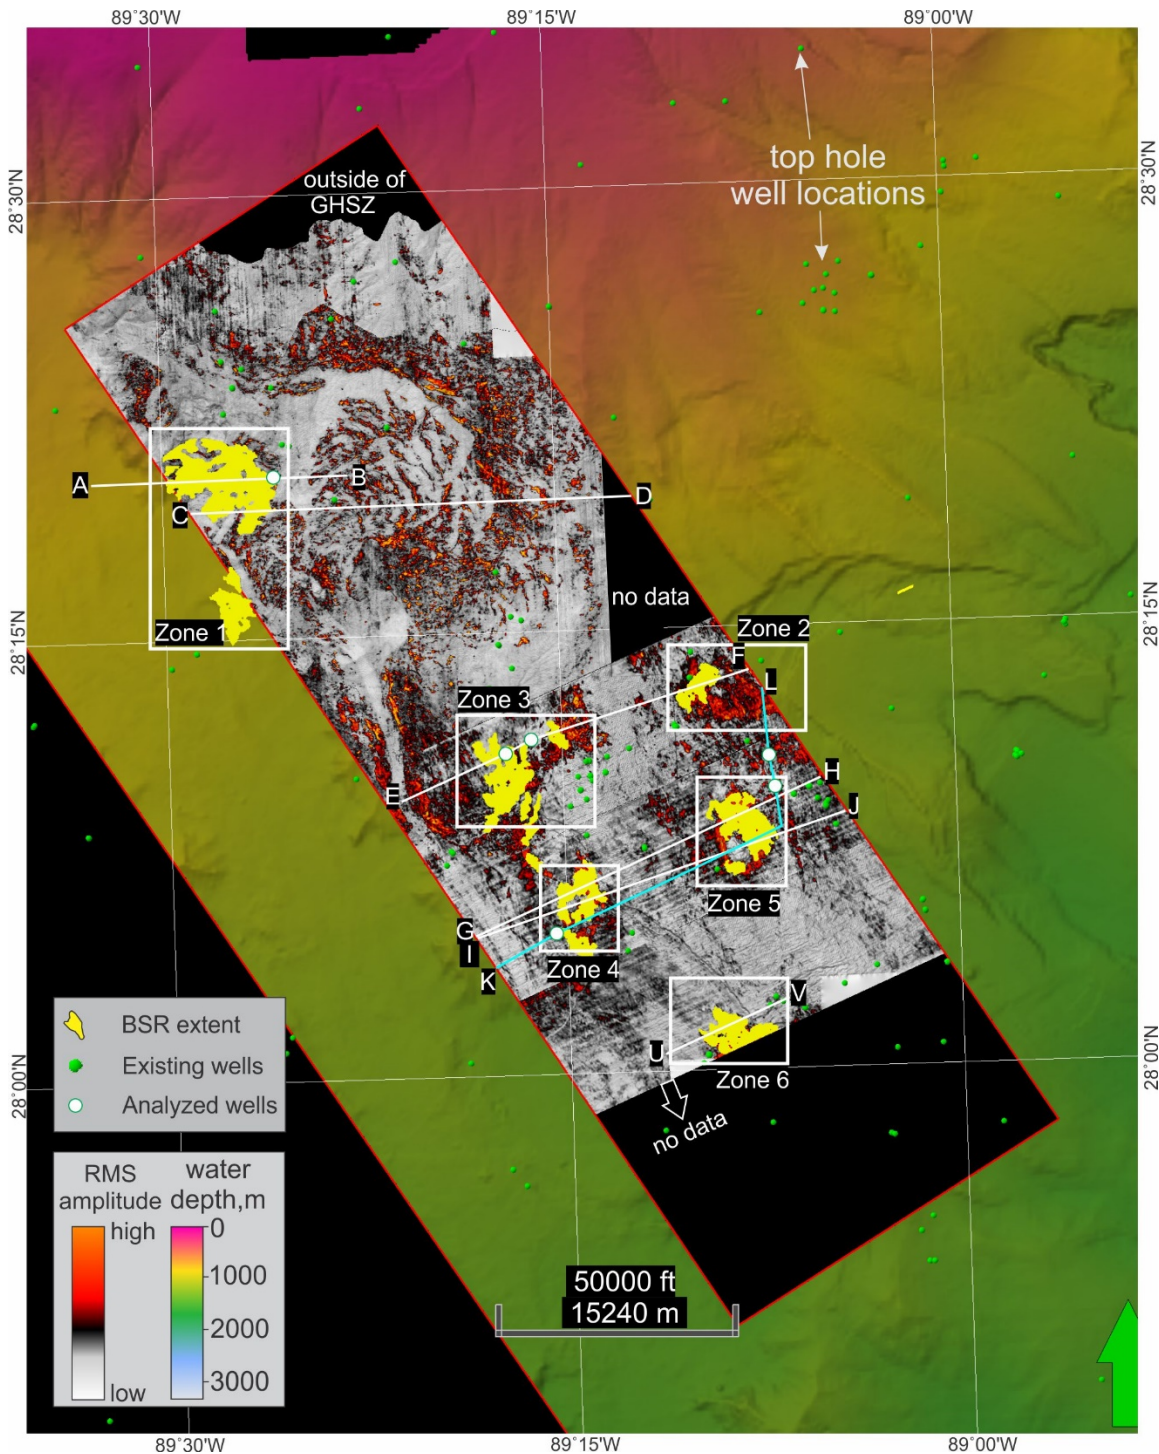 89°30'W
89°15'W
89°00'W
28°30'N
28°30'N
top hole
well locations
outside of
GHSZ
A
B
C
D
no data
28°15'N
28°15'N
Zone 1
Zone 2
F
L
Zone 3
E
H
J
G
I
K
Zone 5
Zone 4
V
U
Zone 6
no data
28°00'N
28°00'N
BSR extent
Existing wells
Analyzed wells
RMS
amplitude
high
low
water
depth,m
0
1000
2000
3000
50000 ft
15240 m
89°30'W
89°15'W
89°00'W